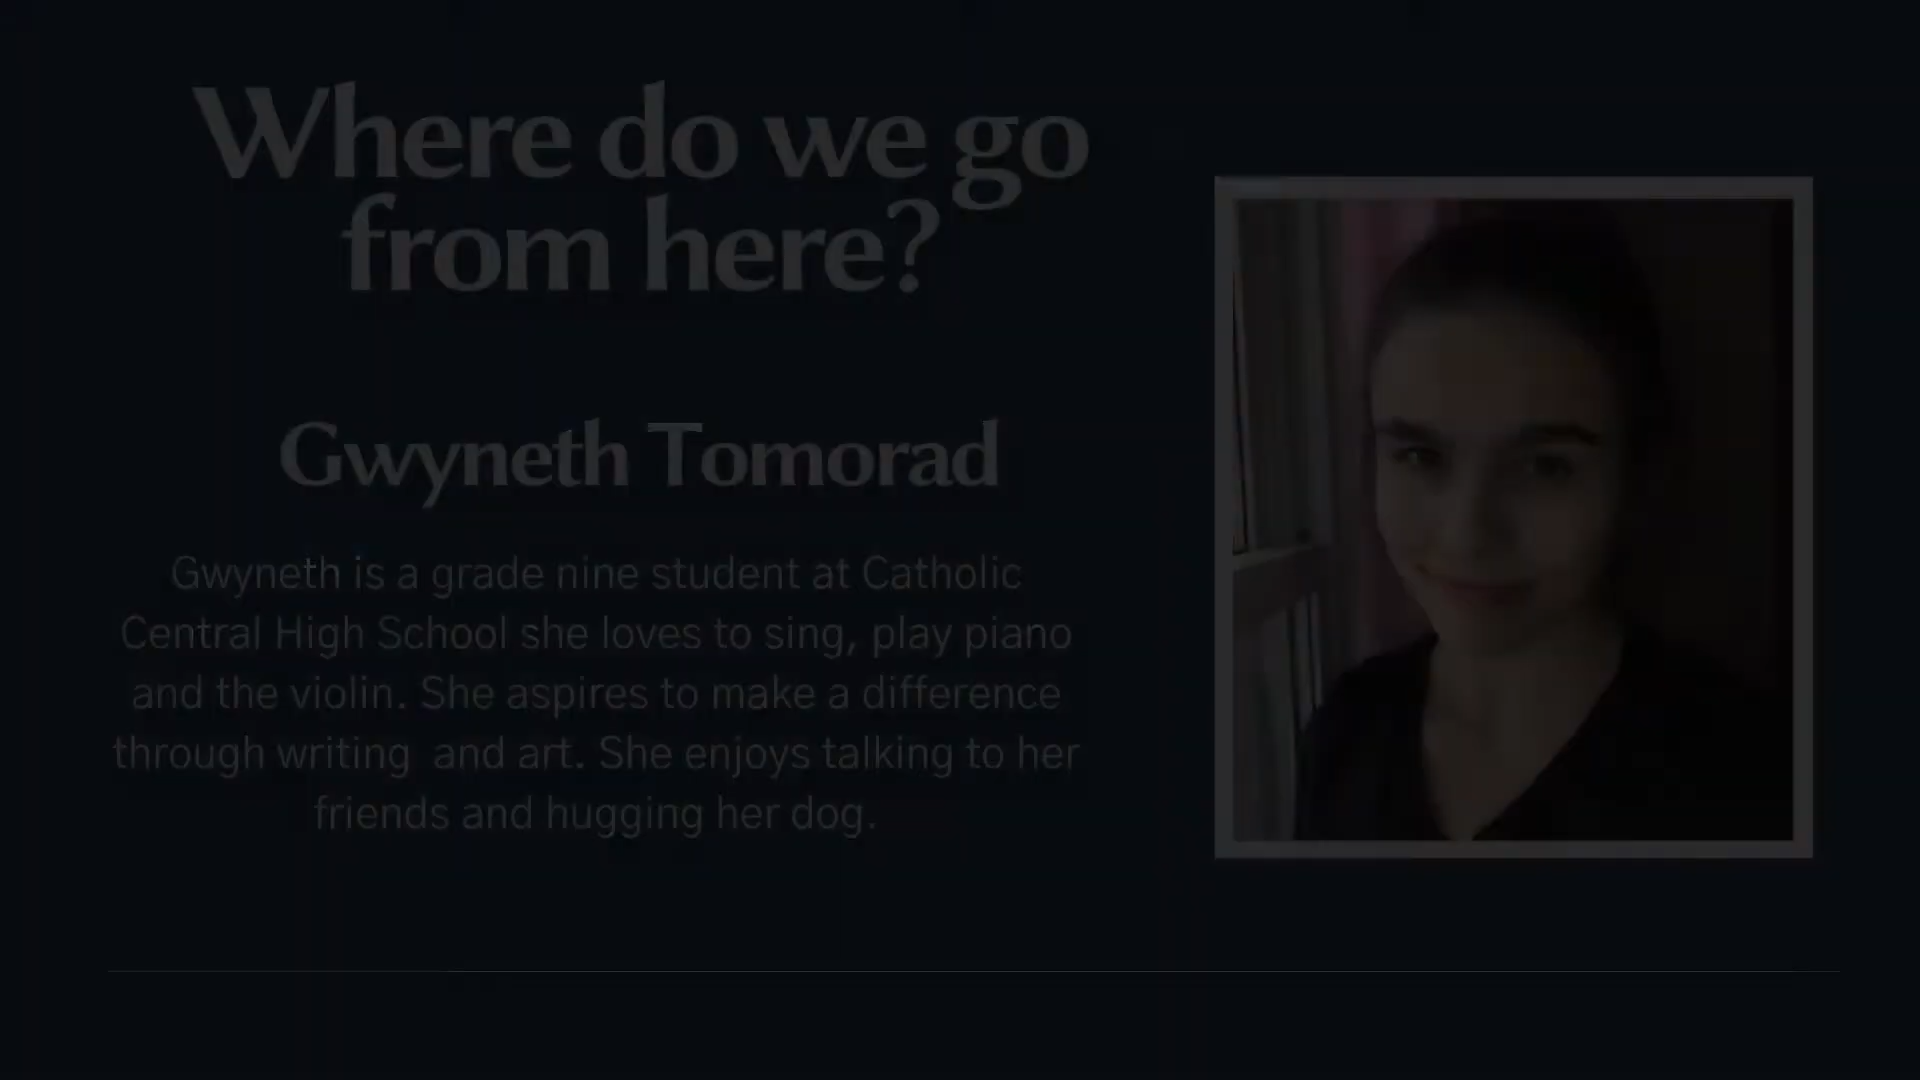 Where do we go
from here?
Gwyneth Tomorad
Gwyneth is a grade nine student at Catholic
Central High School she loves to sing, play piano
and the violin. She aspires to make a difference
through writing  and art. She enjoys talking to her
friends and hugging her dog.